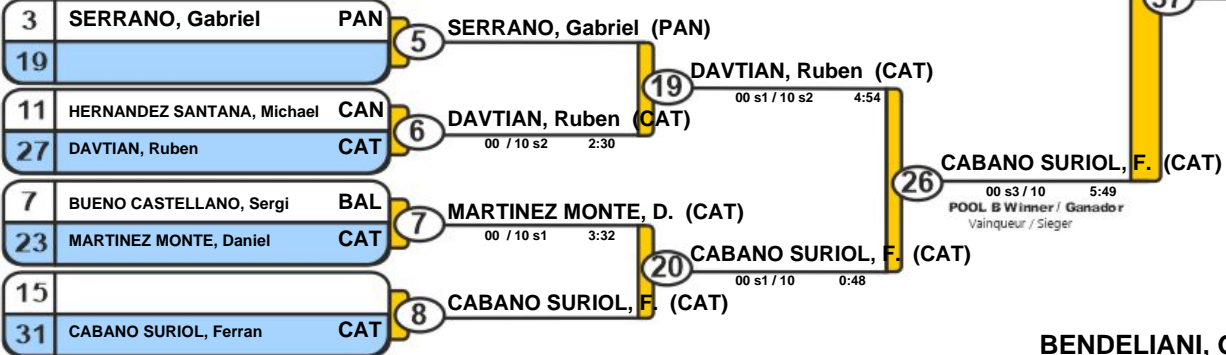 37
3 SERRANO, Gabriel PAN
5
SERRANO, Gabriel (PAN)
19
19
DAVTIAN, Ruben (CAT)
00 s1 / 10 s2 4:54
11 HERNANDEZ SANTANA, Michael CAN
6
DAVTIAN, Ruben (CAT)
00 / 10 s2 2:30
27 DAVTIAN, Ruben CAT
26
CABANO SURIOL, F. (CAT)
00 s3 / 10 5:49
POOL B Winner / Ganador
Vainqueur / Sieger
7 BUENO CASTELLANO, Sergi BAL
7
MARTINEZ MONTE, D. (CAT)
00 / 10 s1 3:32
23 MARTINEZ MONTE, Daniel CAT
20
CABANO SURIOL, F. (CAT)
00 s1 / 10 0:48
15
8
CABANO SURIOL, F. (CAT)
31 CABANO SURIOL, Ferran CAT
BENDELIANI,